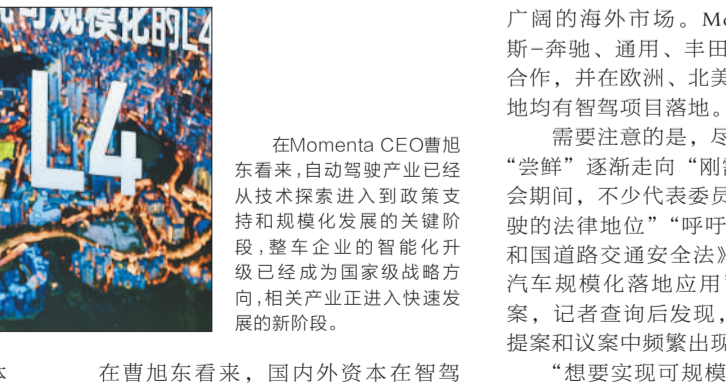 可规模化的L4
L4
在Momenta CEO曹旭
东看来,自动驾驶产业已经
从技术探索进入到政策支
持和规模化发展的关键阶
段,整车企业的智能化升
级已经成为国家级战略方
向,相关产业正进入快速发
展的新阶段。
本
在曹旭东看来，国内外资本在智驾
广阔的海外市场。Mo
斯-奔驰、通用、丰田
合作，并在欧洲、北美
地均有智驾项目落地。
需要注意的是，尽
“尝鲜”逐渐走向“刚需
会期间，不少代表委员
驶的法律地位”“呼吁
和国道路交通安全法》
汽车规模化落地应用”
案，记者查询后发现，
提案和议案中频繁出现
“想要实现可规模